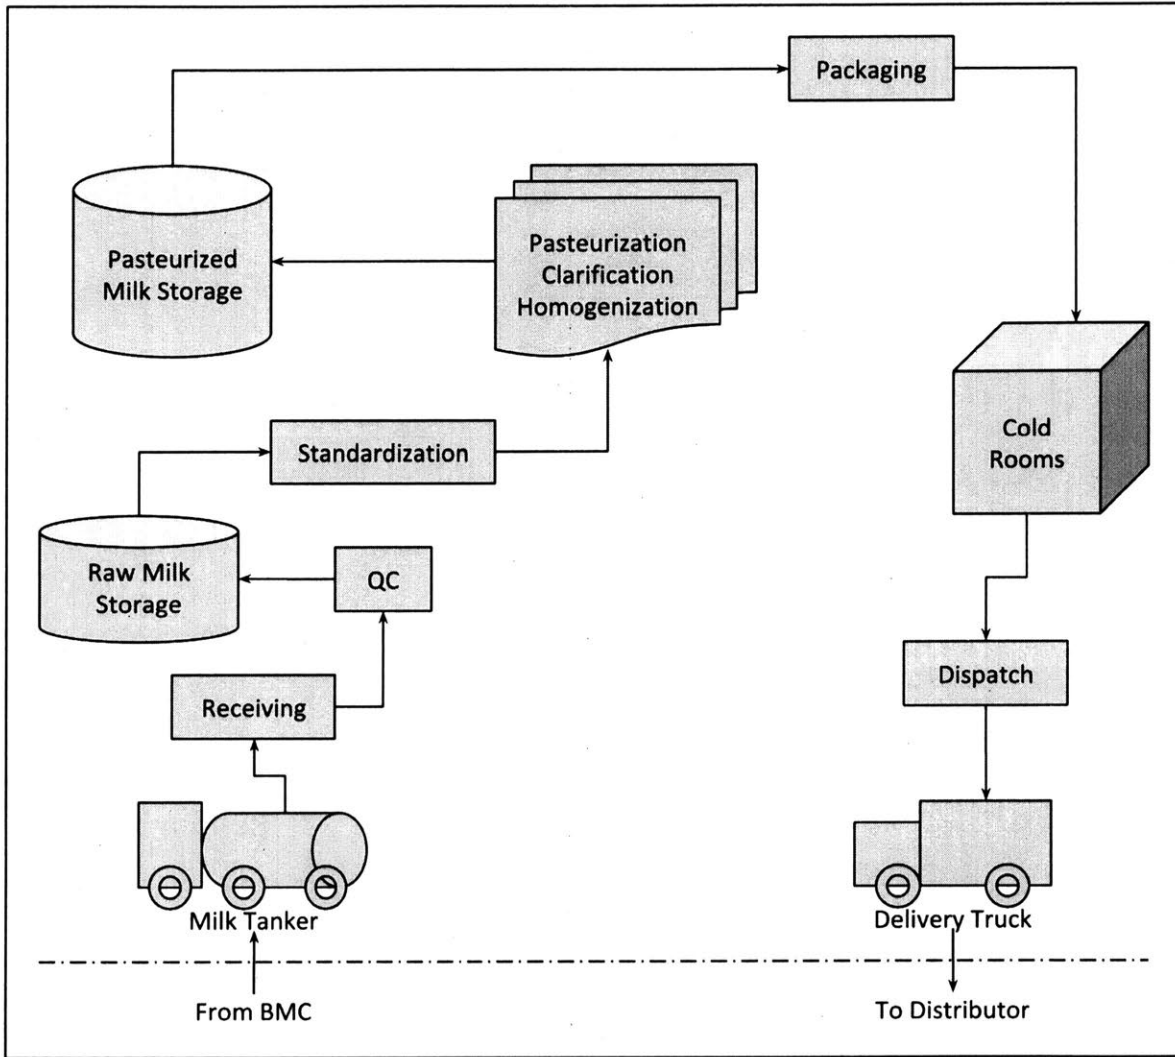 Packaging
Pasteurization
Clarification
Homogenization
Pasteurized
Milk Storage
Cold
Rooms
Standardization
QC
Raw Milk
Storage
Dispatch
Receiving
Milk Tanker
Delivery Truck
From BMC
To Distributor